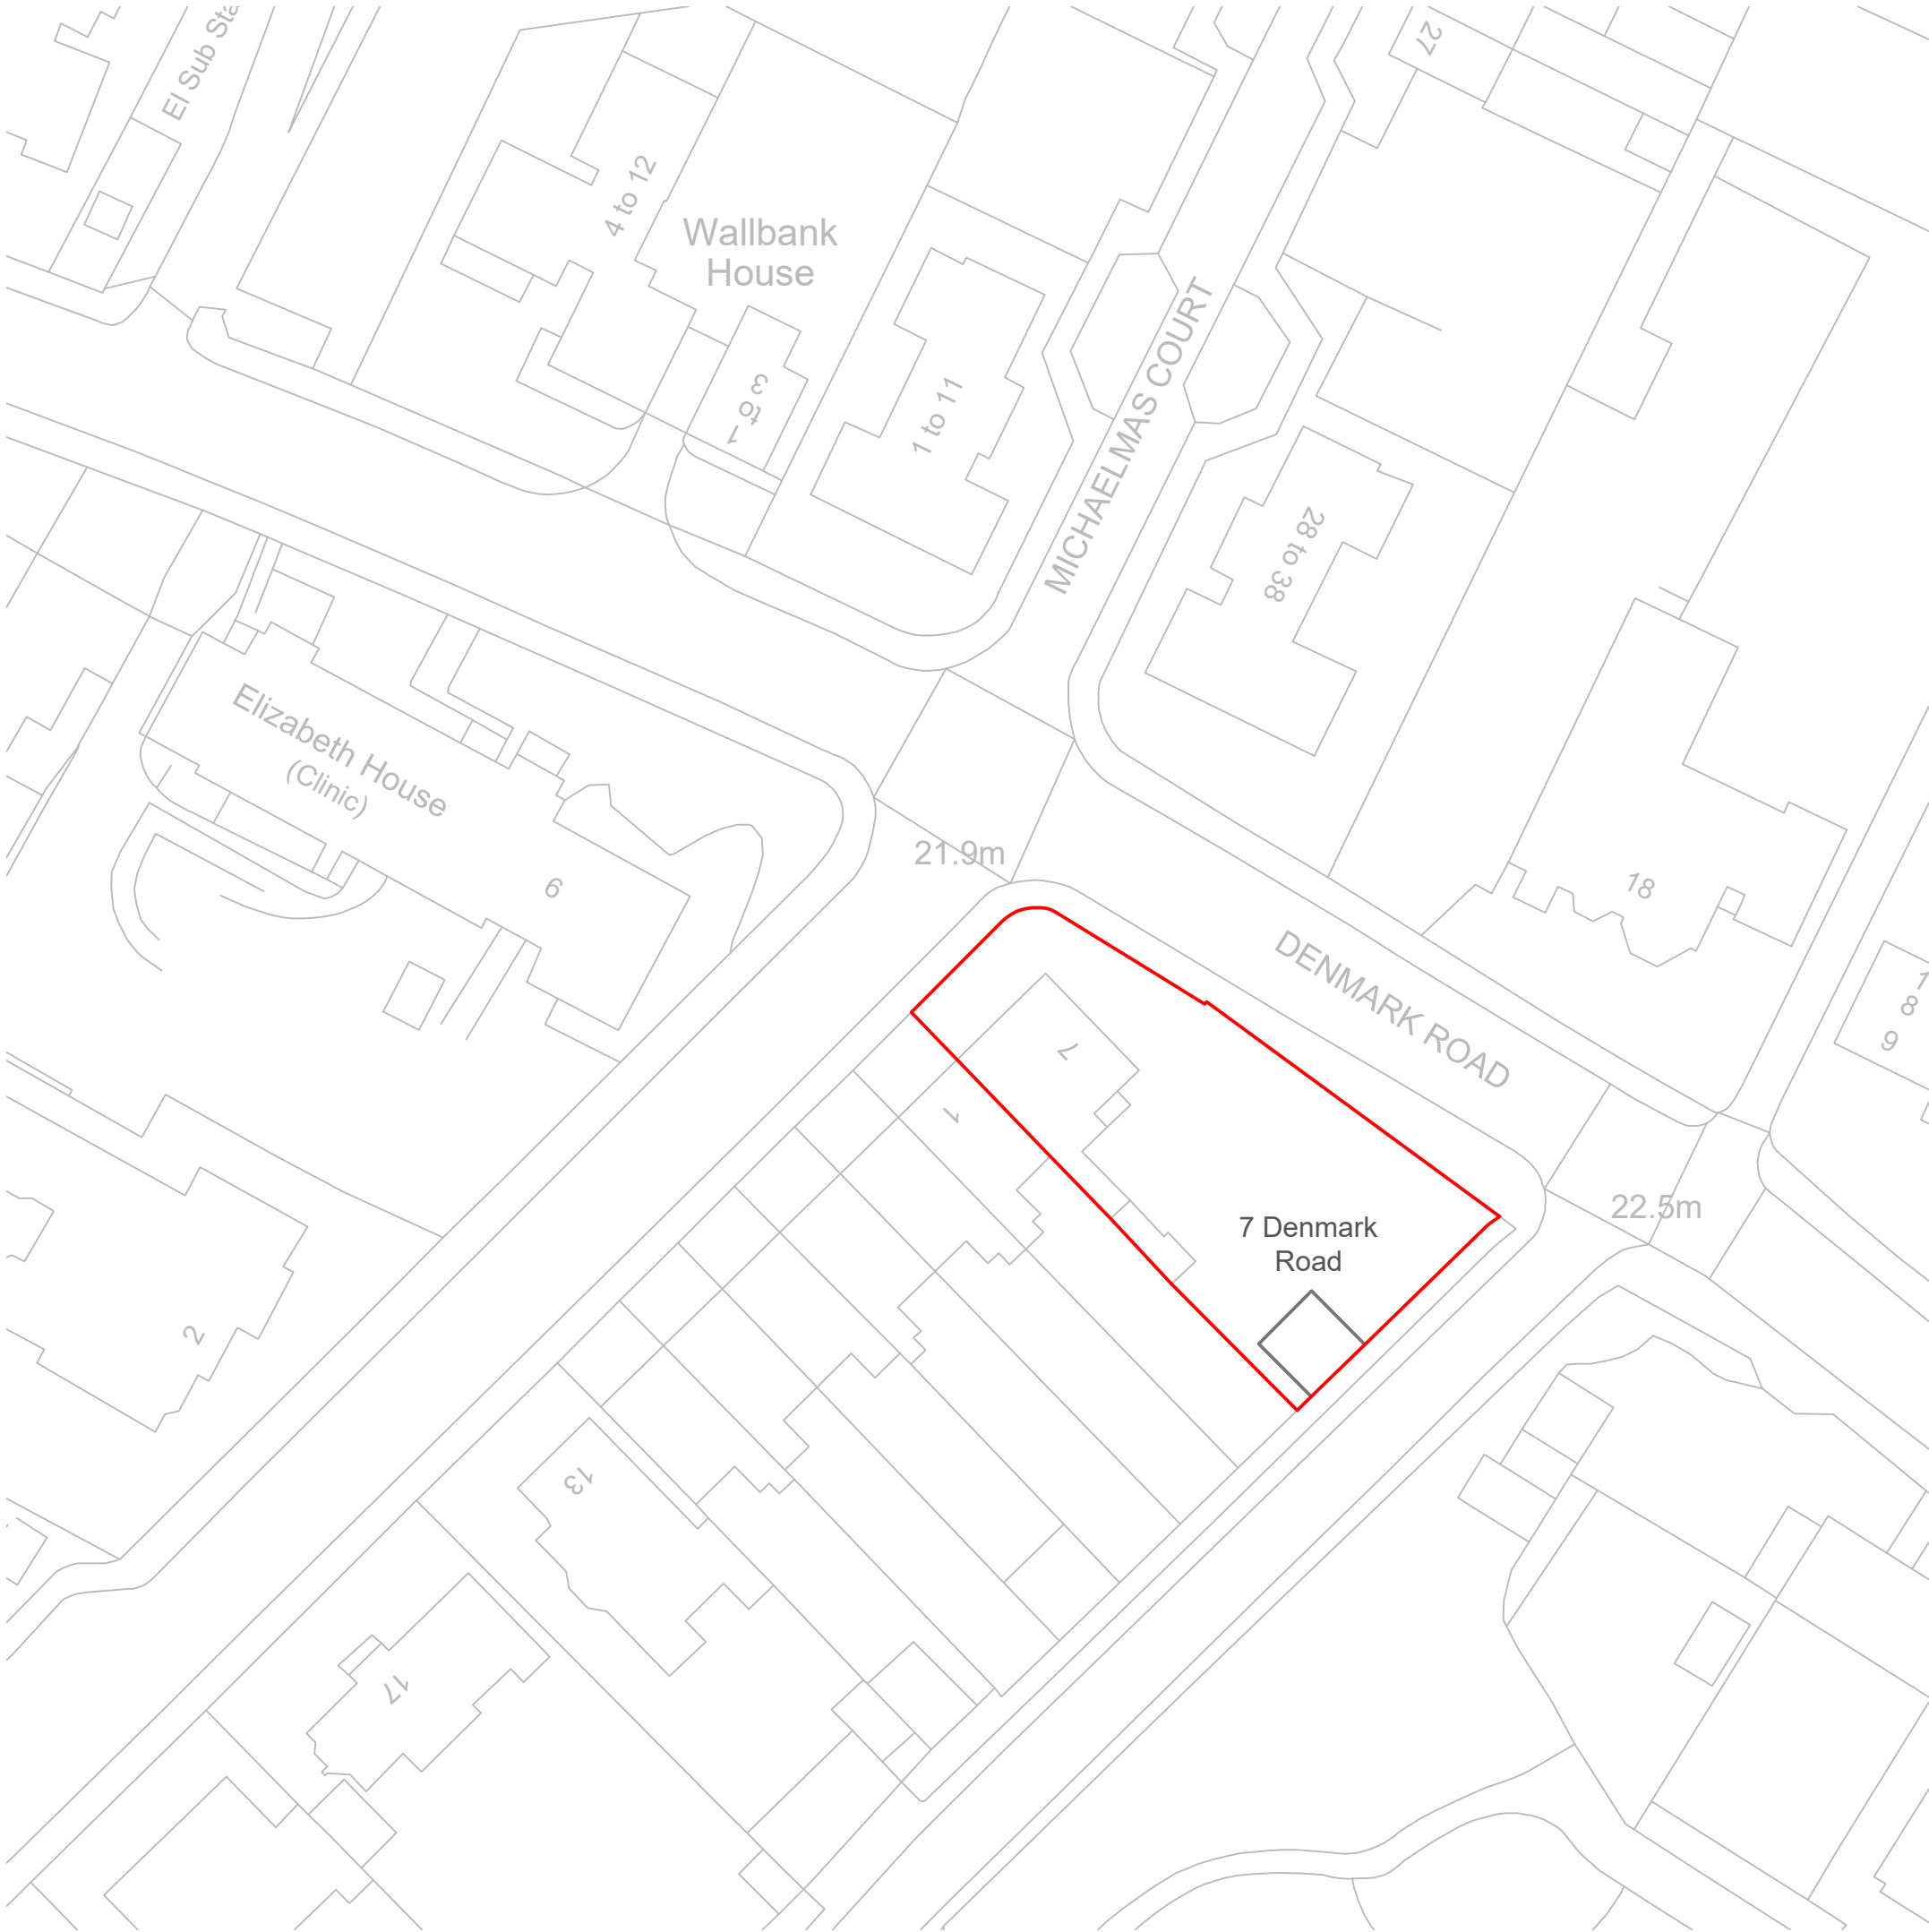 El Sub Sta
27
4 to 12
Wallbank
House
1 to 3
1 to 11
MICHAELMAS COURT
28 to 38
Elizabeth House
(Clinic)
6
21.9m
18
DENMARK ROAD
1
8
9
7
1
22.5m
7 Denmark
Road
2
13
17